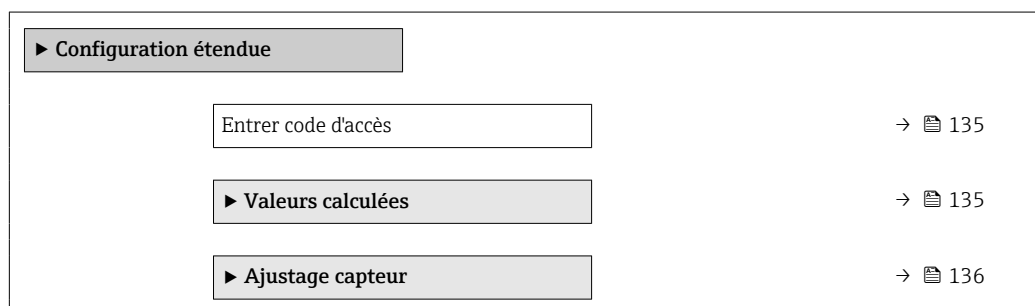 ▶ Configuration étendue
Entrer code d'accès → 135
▶ Valeurs calculées → 135
▶ Ajustage capteur → 136